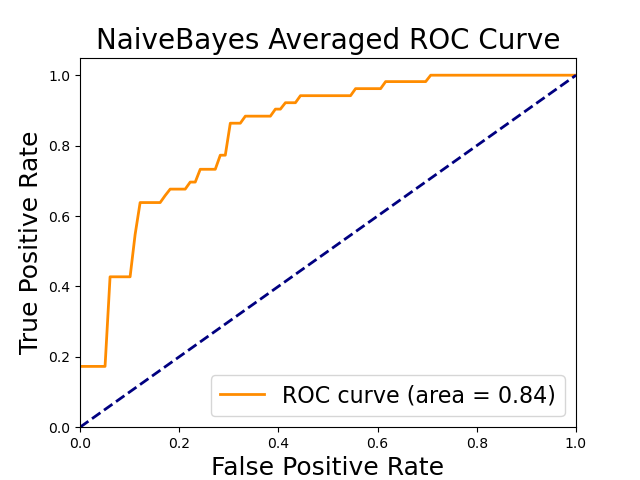 NaiveBayes Averaged ROC Curve
True Positive Rate
1.0
0.8
0.6
0.4
0.2
0.0
ROC curve (area = 0.84)
0.0 0.2 0.4 0.6 0.8 1.0
False Positive Rate